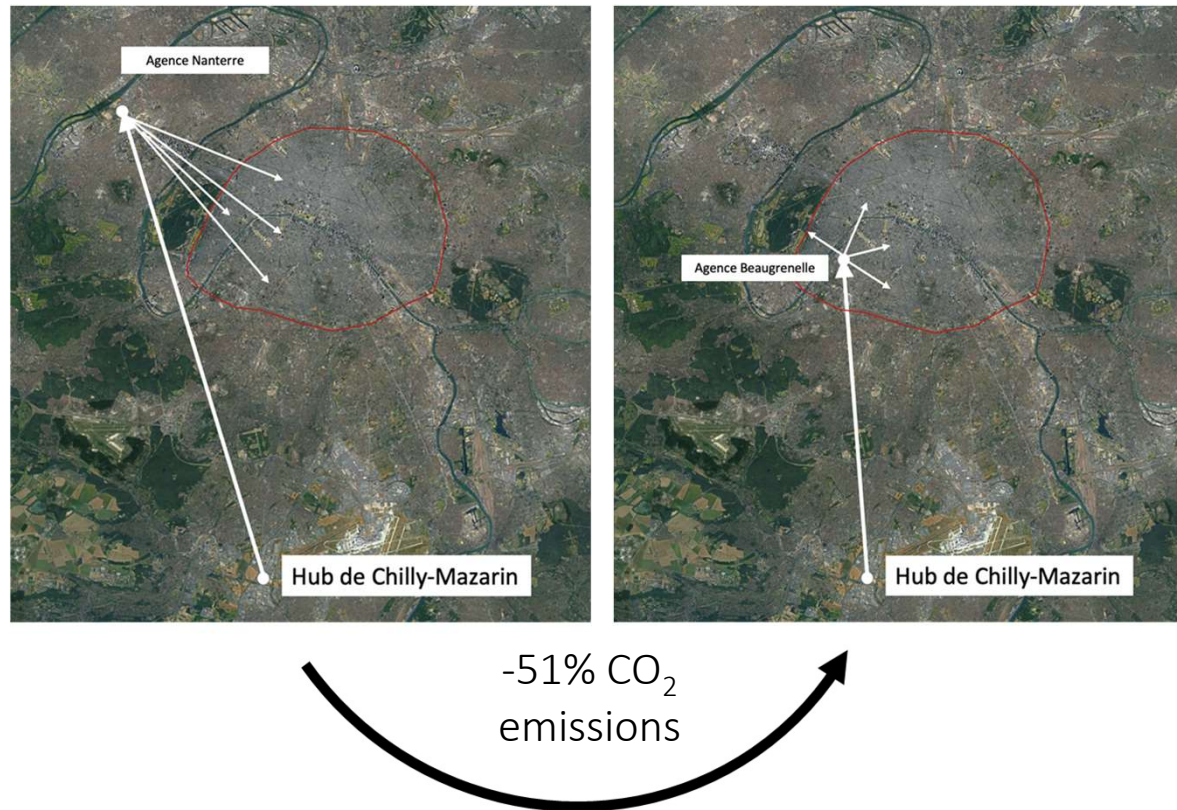 Agence Nanterre
Hub de Chilly-Mazarin
Agence Beaugrenelle
Hub de Chilly-Mazarin
-51% CO₂
emissions